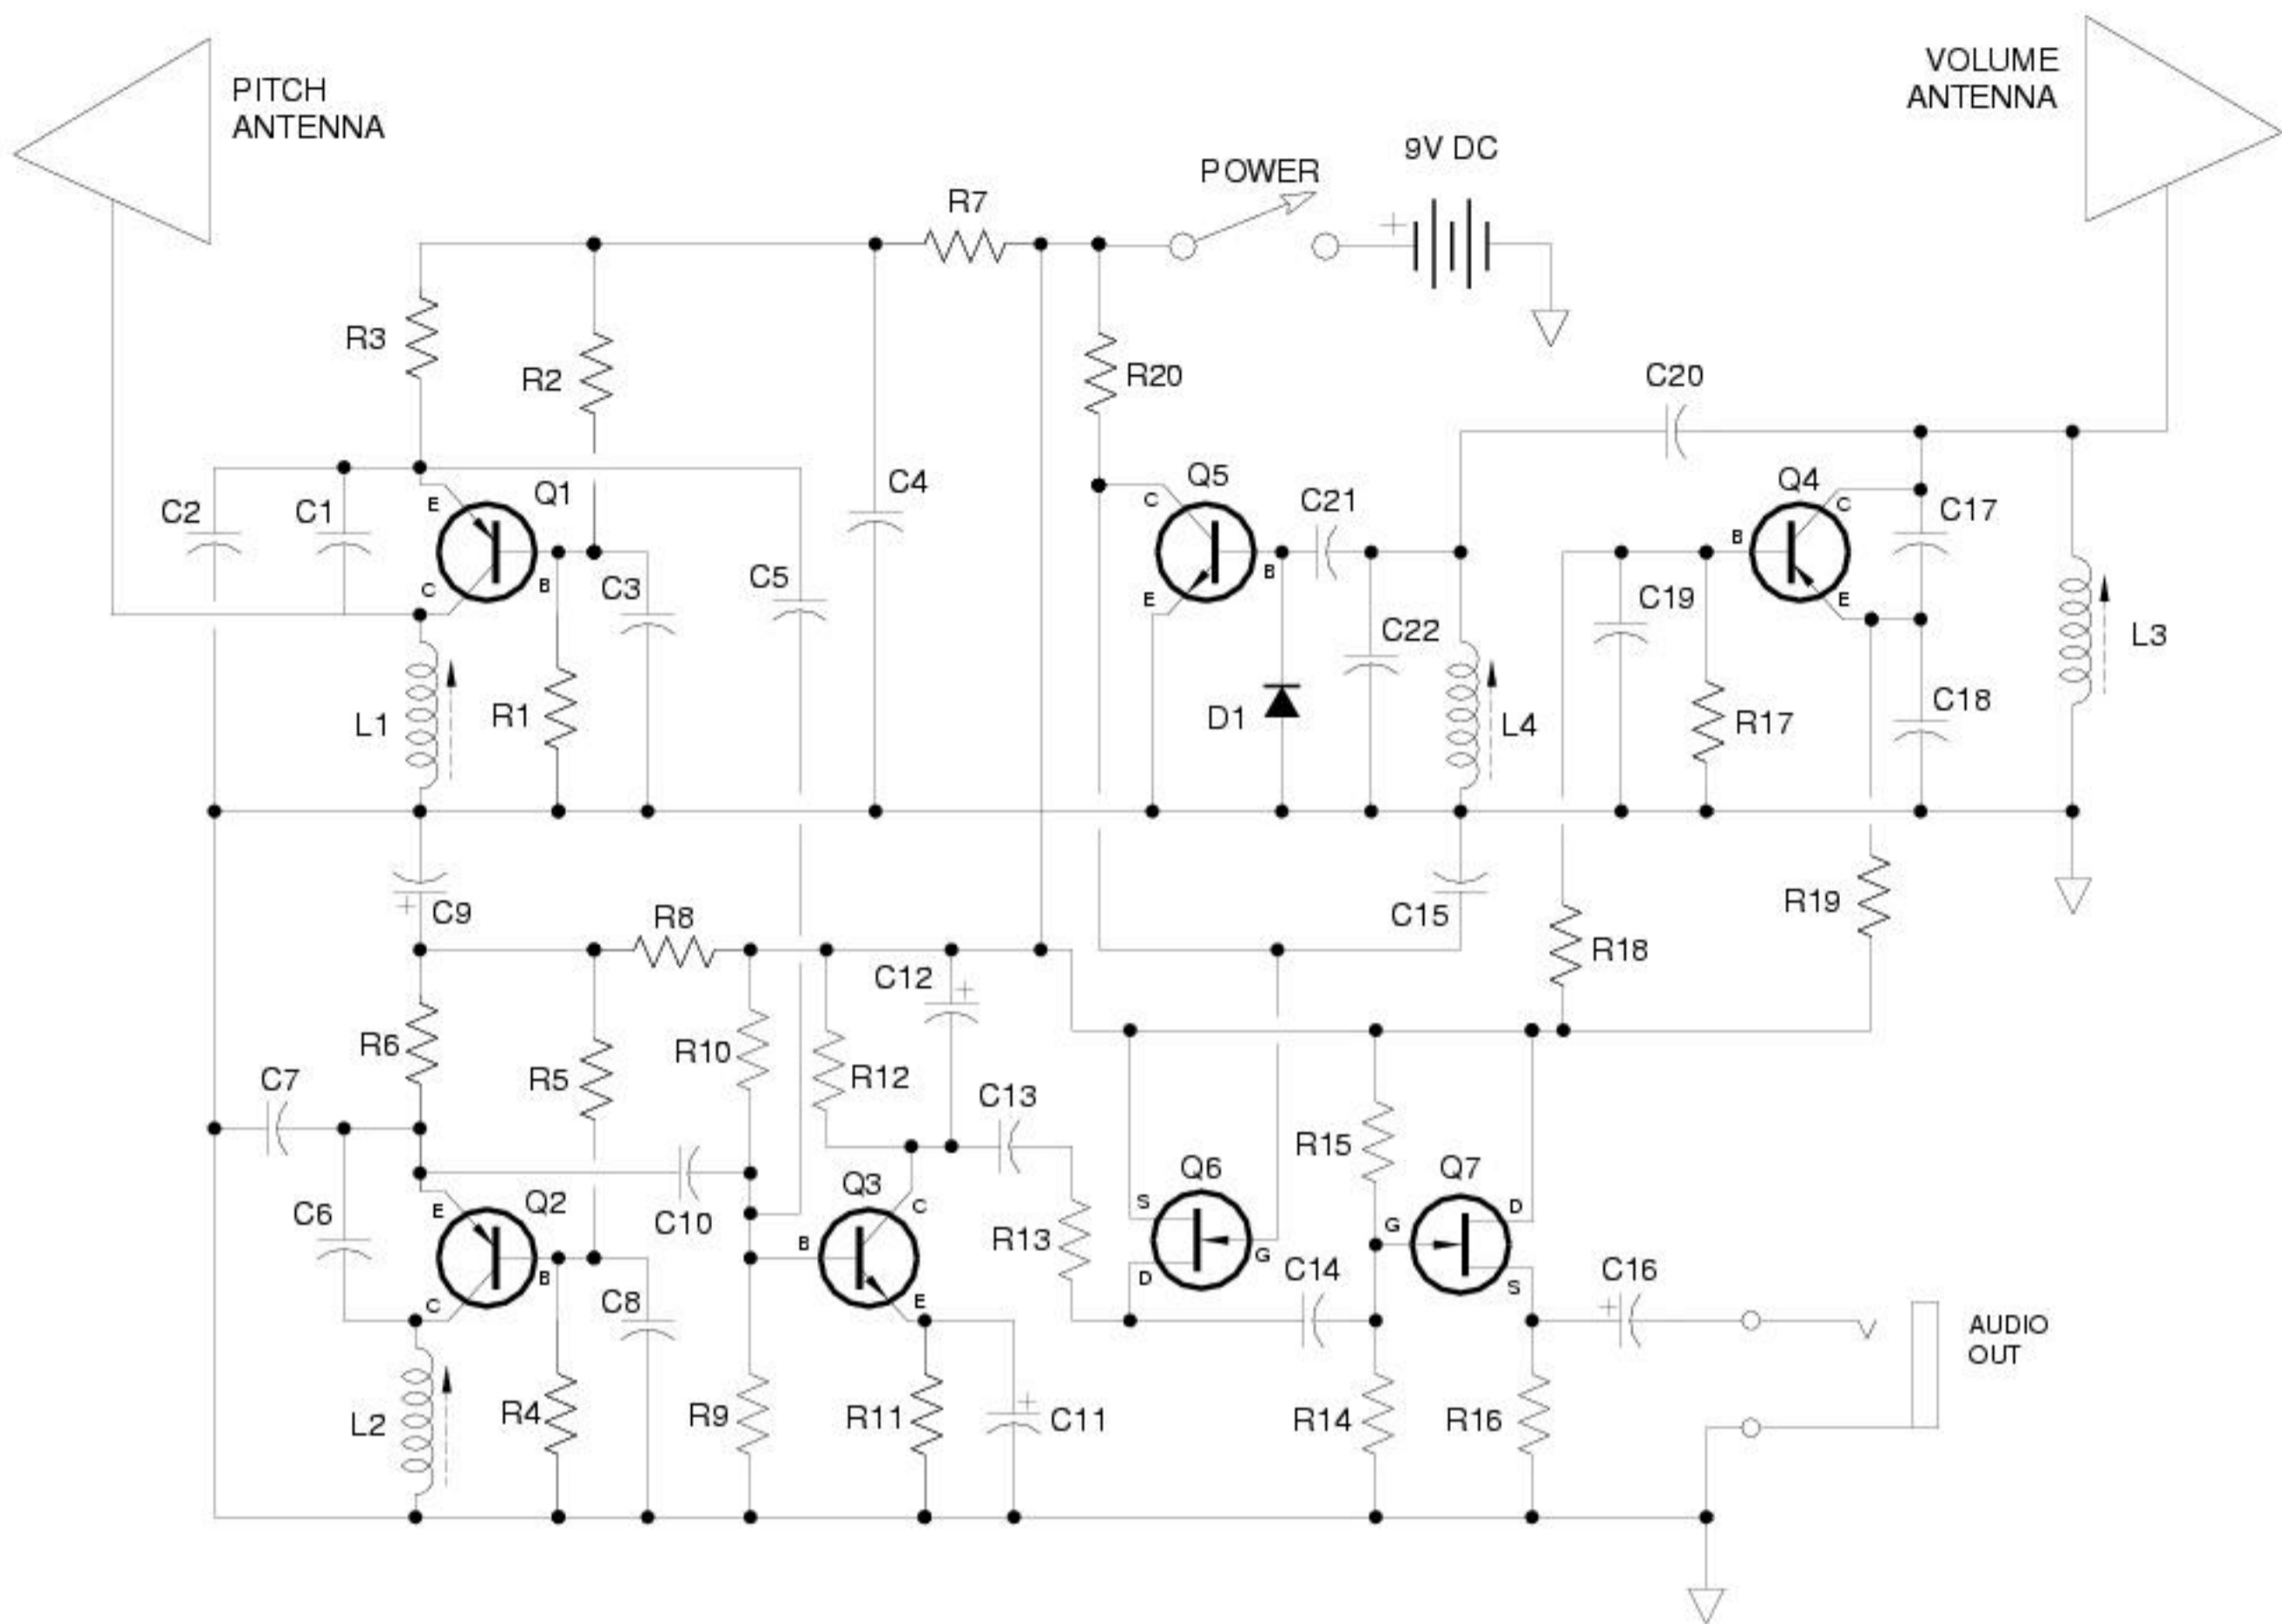 PITCH
ANTENNA
VOLUME
ANTENNA
POWER
9V DC
+
R7
R3
R2
R20
C20
C2
C1
E
Q1
C
B
C3
C5
C4
Q5
C
E
B
C21
C22
Q4
C
B
E
C17
C19
L3
L1
R1
D1
L4
R17
C18
+
C9
R8
C12
+
C15
R18
R19
R6
C7
R5
R10
R12
C13
R15
C6
E
Q2
C
B
C10
C8
Q3
B
C
E
R13
Q6
S
D
G
C14
Q7
G
D
S
C16
+
AUDIO
OUT
L2
R4
R9
R11
+
C11
R14
R16